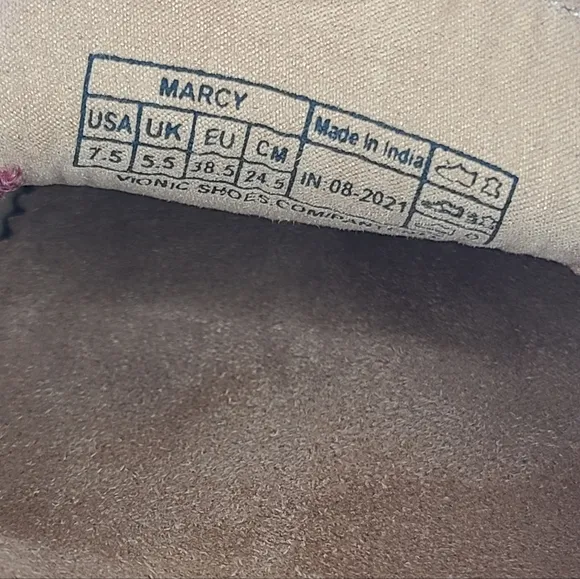 MARCY
USA UK EU CM Made In India
7.5 5.5 38.5 24.5 IN-08-2021
VIONIC SHOES.COM/